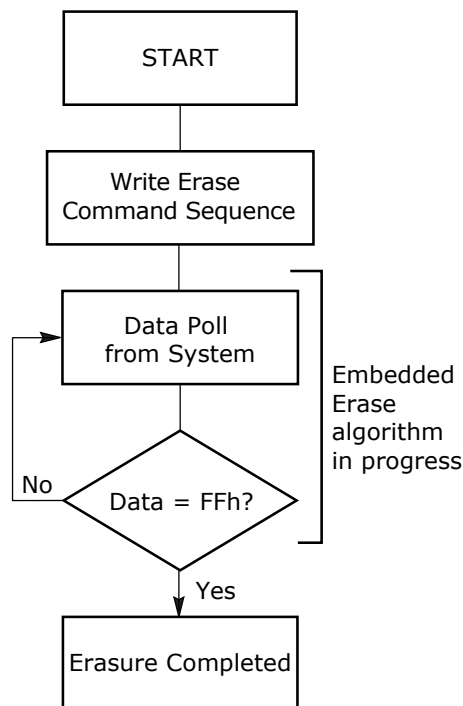 START
Write Erase
Command Sequence
Data Poll
from System
Embedded
Erase
algorithm
in progress
No
Data = FFh?
Yes
Erasure Completed